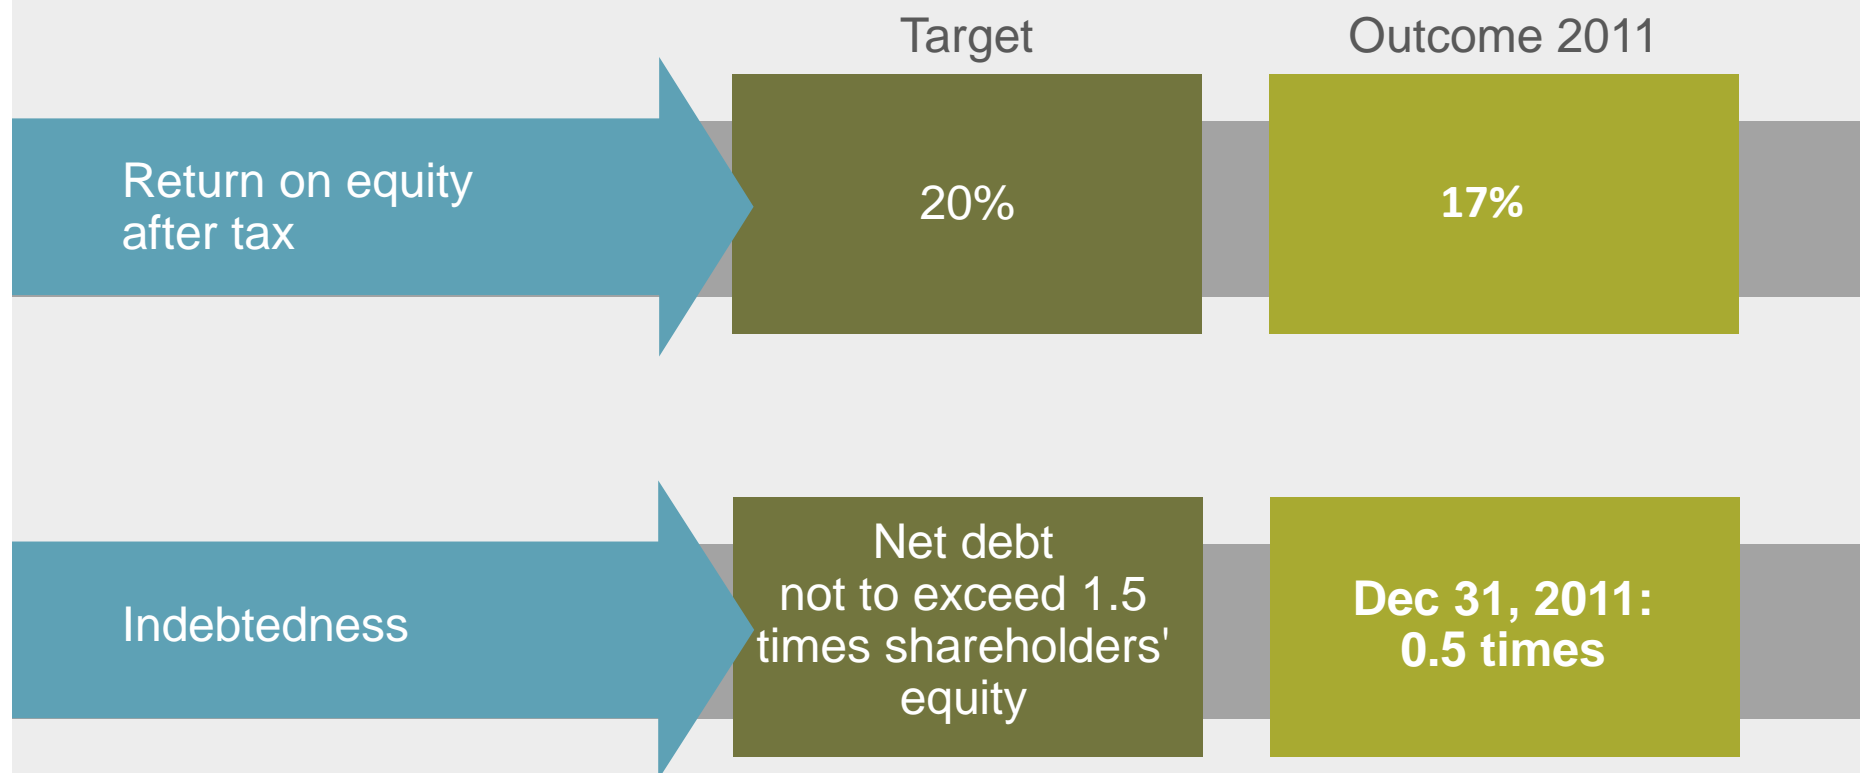 Target
Outcome 2011
Return on equity
after tax
20%
17%
Indebtedness
Net debt
not to exceed 1.5
times shareholders'
equity
Dec 31, 2011:
0.5 times